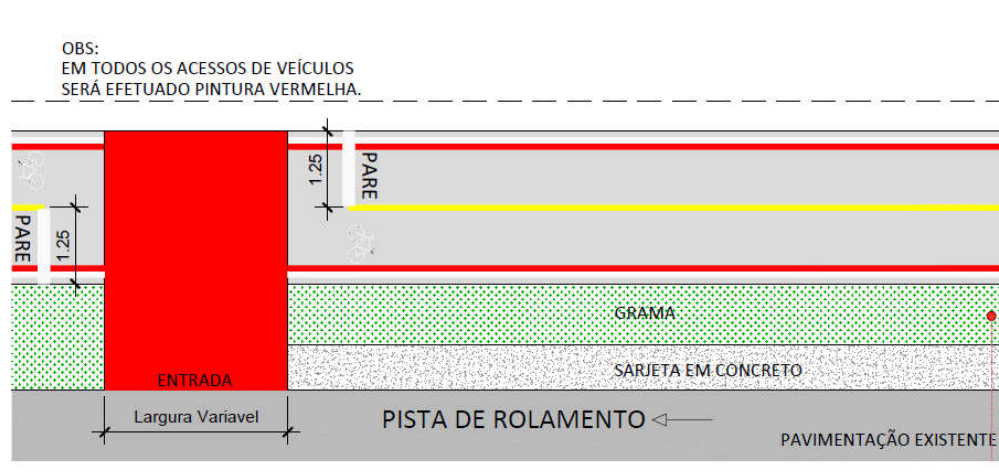 OBS:
EM TODOS OS ACESSOS DE VEÍCULOS
SERÁ EFETUADO PINTURA VERMELHA.
1.25
PARE
PARE
1.25
GRAMA
SARJETA EM CONCRETO
ENTRADA
Largura Variavel
PISTA DE ROLAMENTO
PAVIMENTAÇÃO EXISTENTE